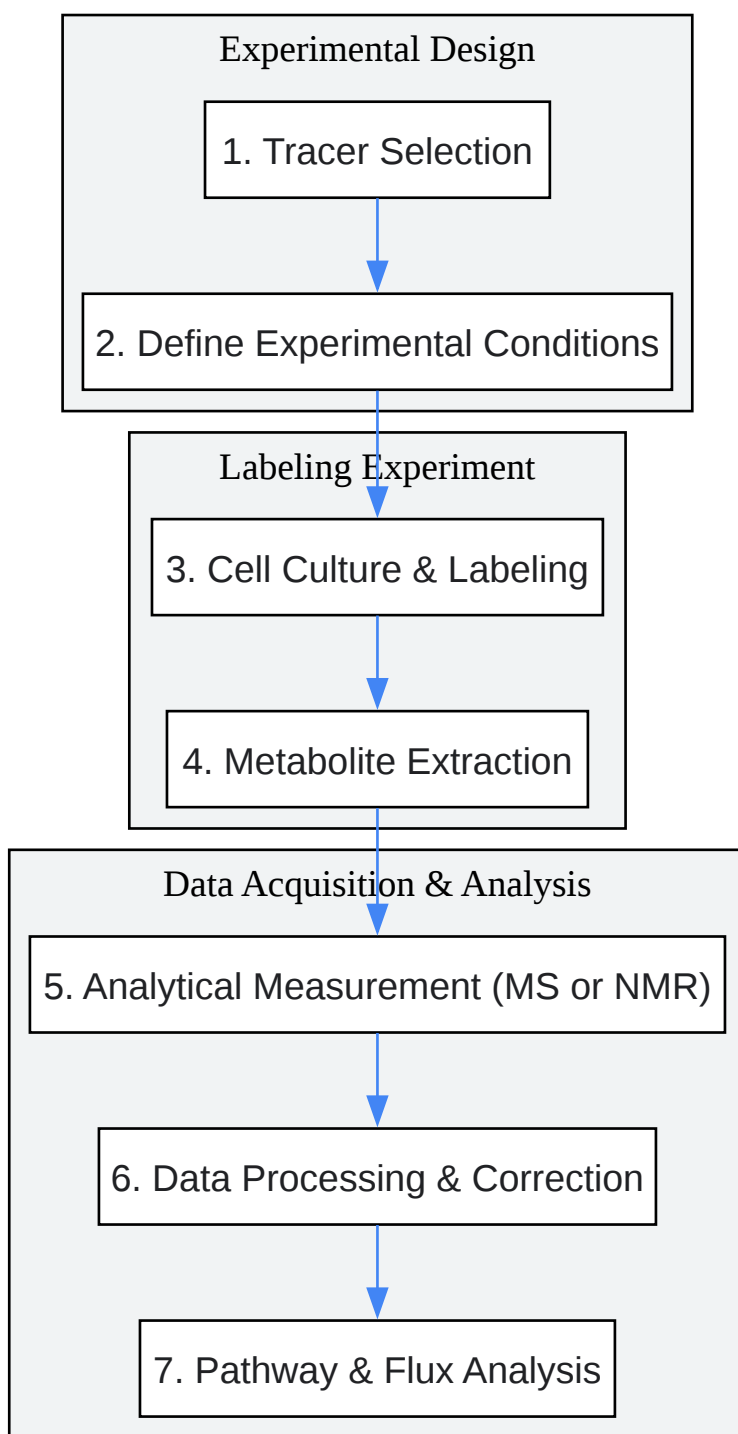 Experimental Design
1. Tracer Selection
2. Define Experimental Conditions
Labeling Experiment
3. Cell Culture & Labeling
4. Metabolite Extraction
Data Acquisition & Analysis
5. Analytical Measurement (MS or NMR)
6. Data Processing & Correction
7. Pathway & Flux Analysis